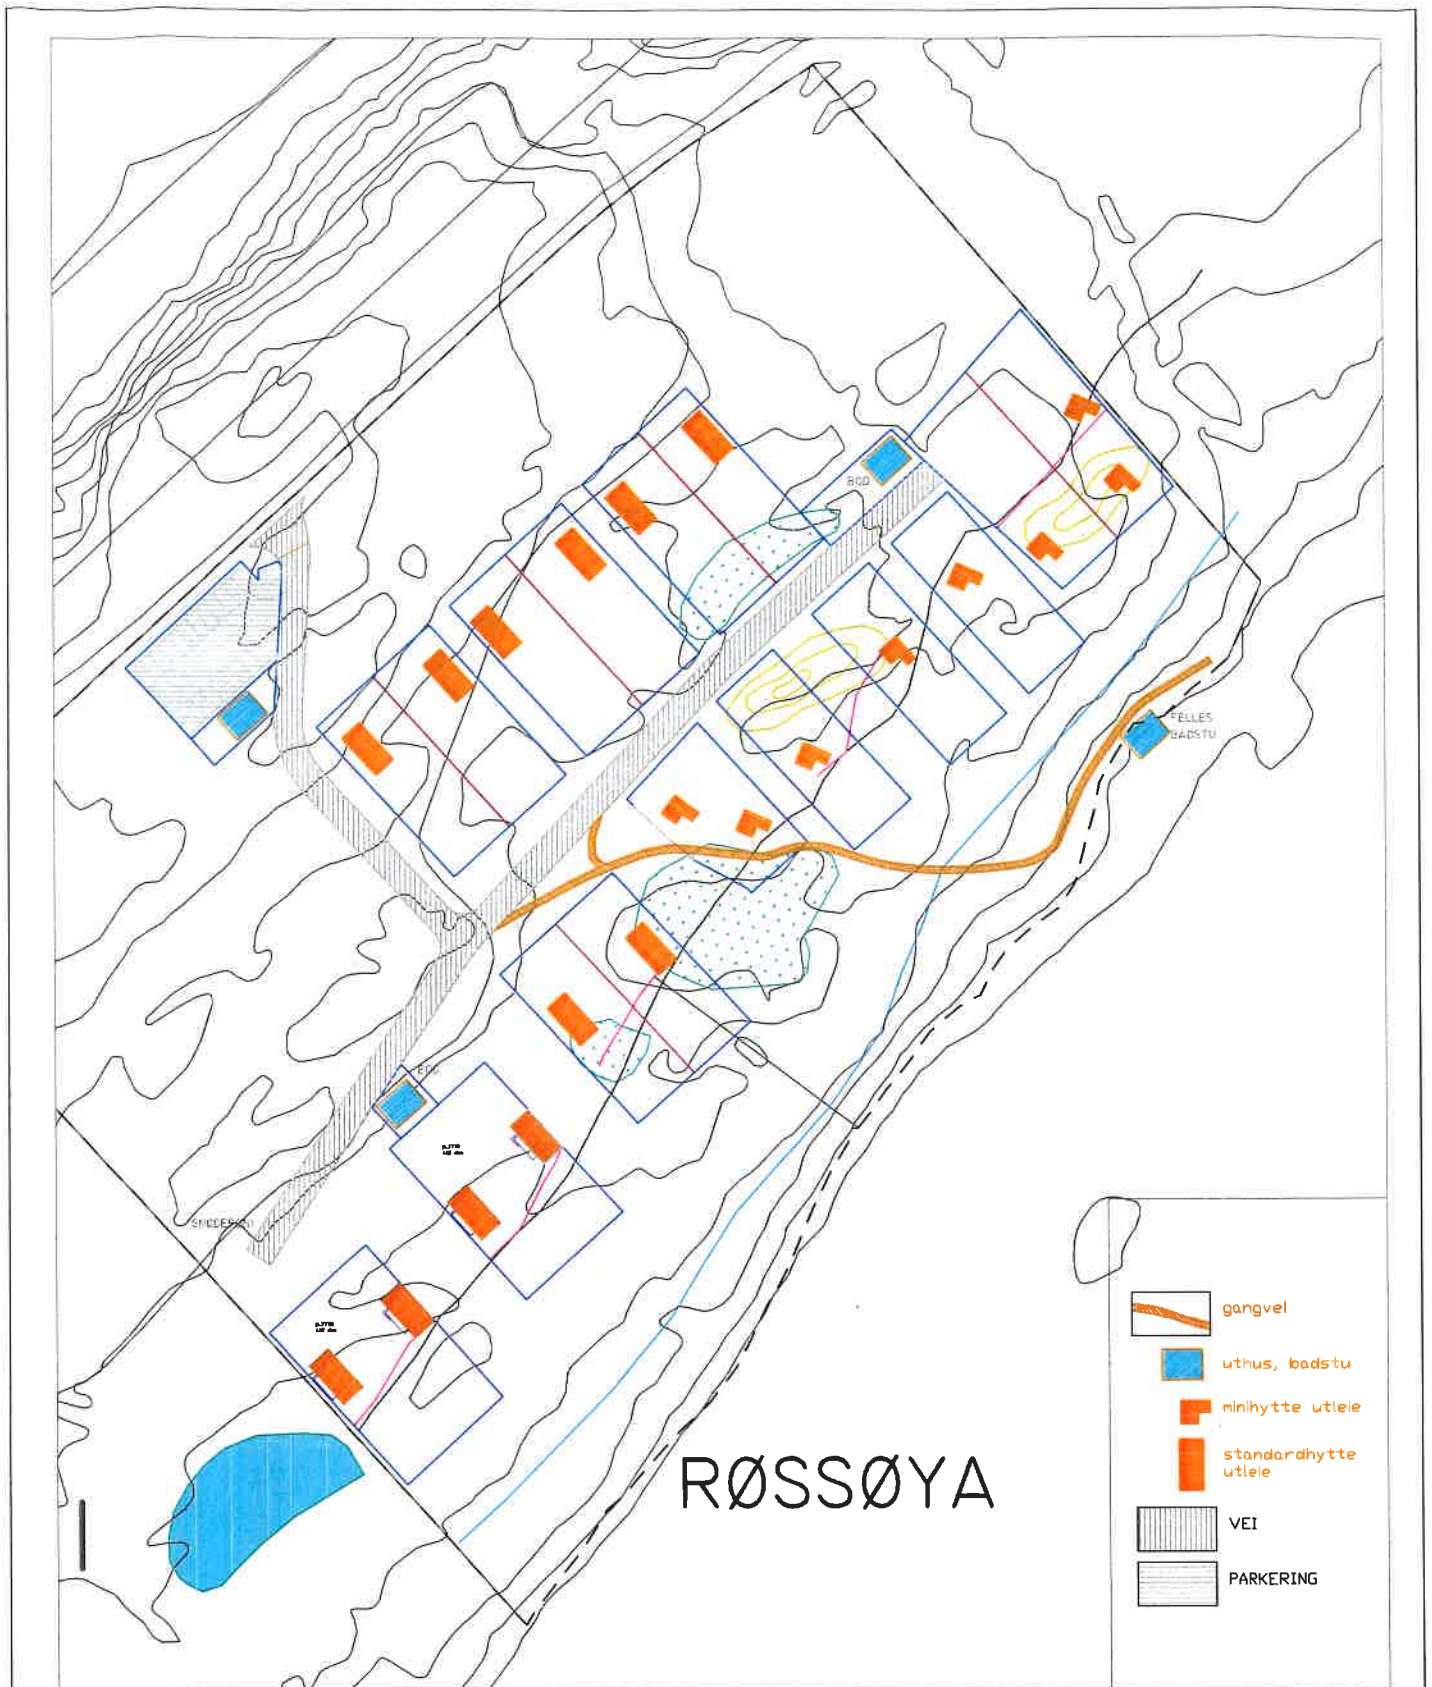 BOD
FELLES
BADSTU
BOD
RØSSØYA
gangvei
uthus, badstu
minihytte utleie
standardhytte
utleie
VEI
PARKERING